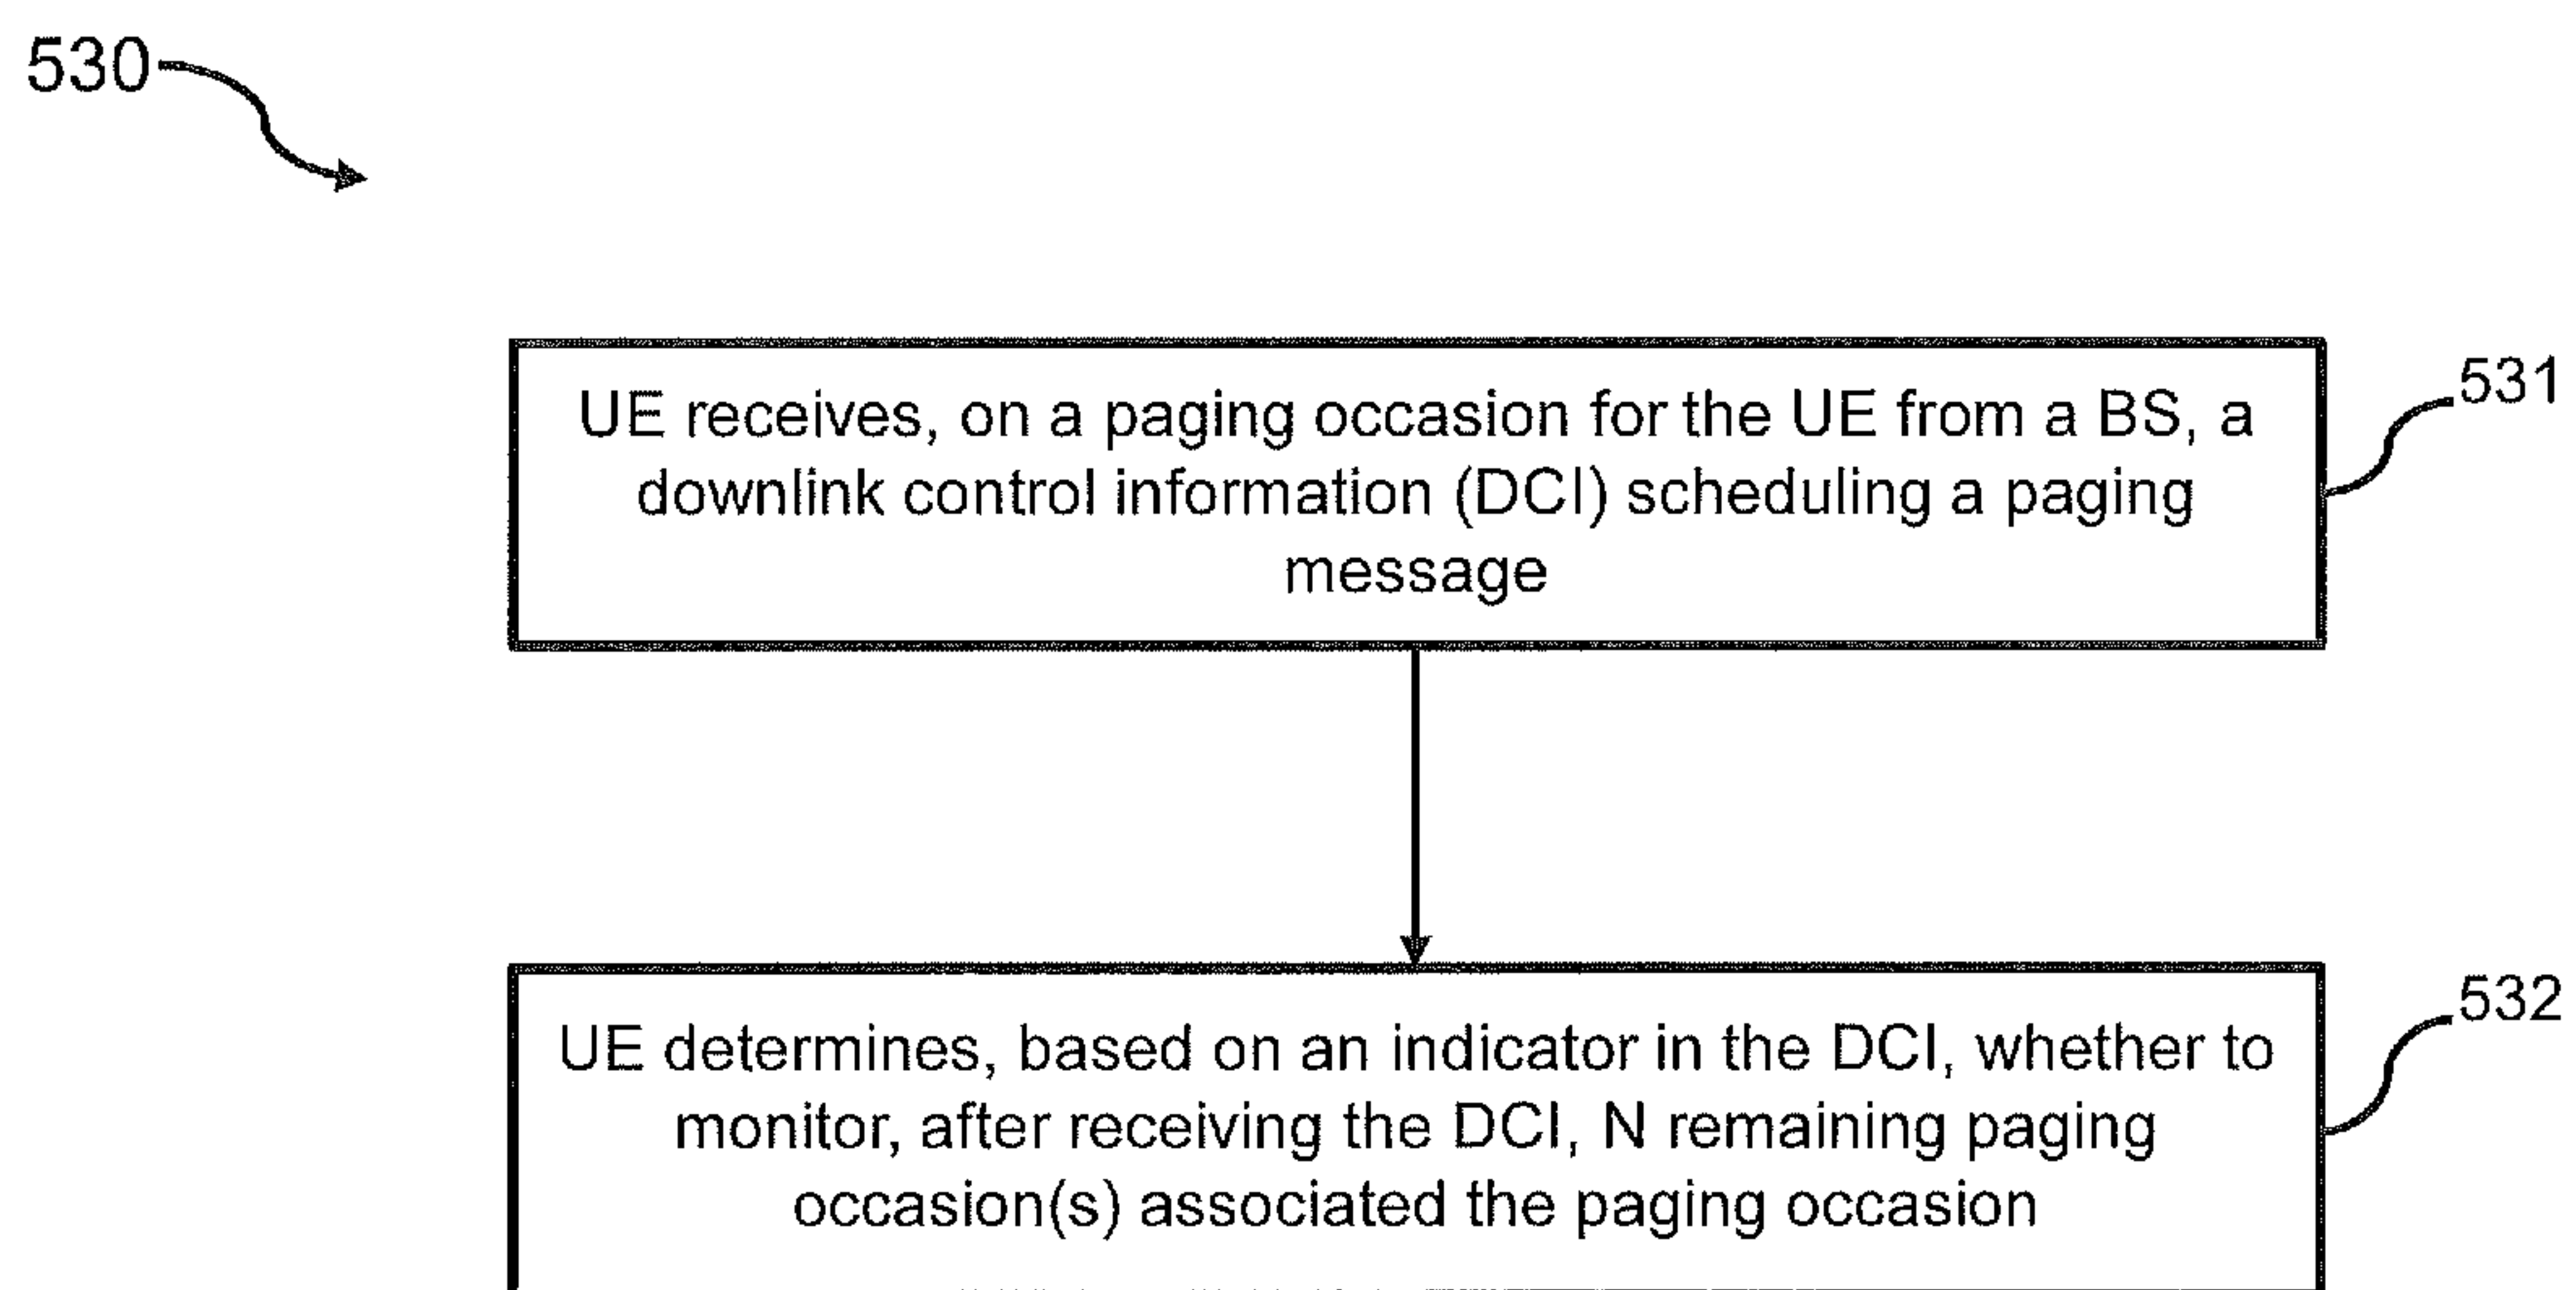 530
UE receives, on a paging occasion for the UE from a BS, a
downlink control information (DCI) scheduling a paging
message
531
UE determines, based on an indicator in the DCI, whether to
monitor, after receiving the DCI, N remaining paging
occasion(s) associated the paging occasion
532